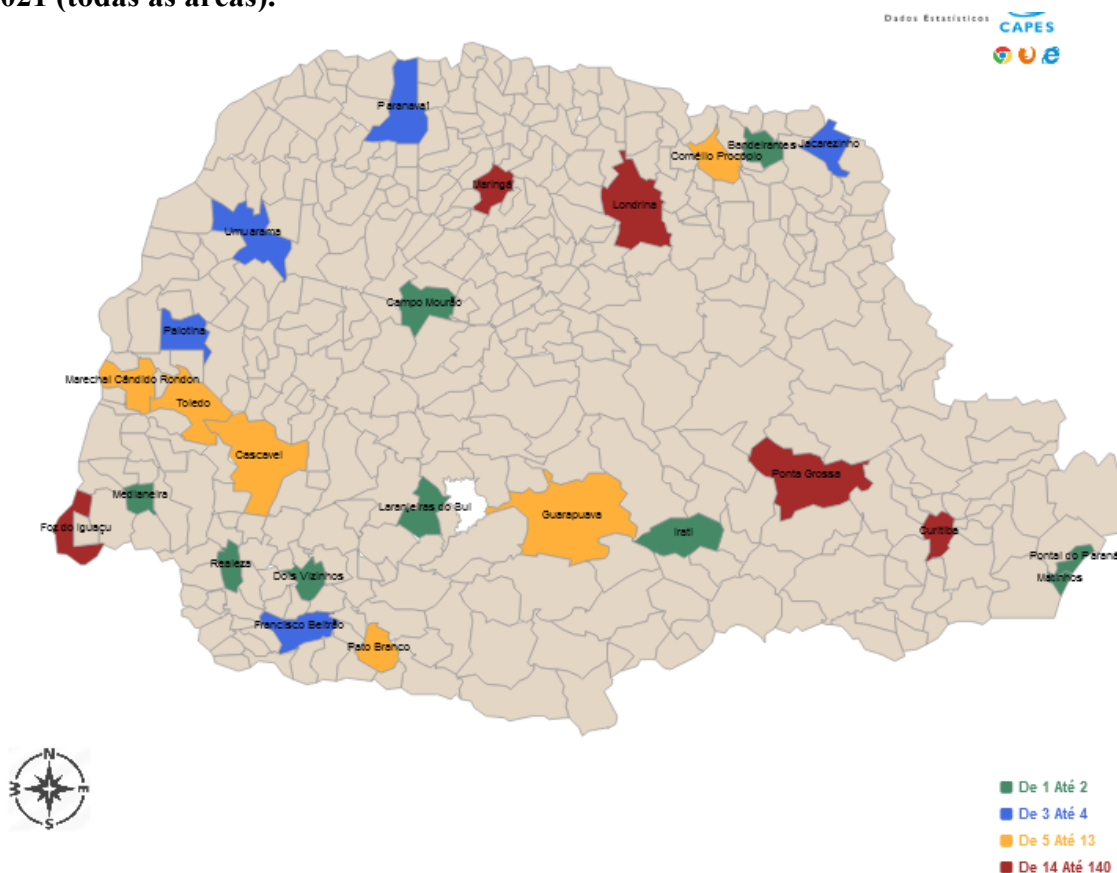 021 (todas as áreas).
Dados Estatísticos
CAPES
Paranavaí
Bandeirantes
Jacarezinho
Cornélio Procópio
Maringá
Londrina
Umuarama
Campo Mourão
Palotina
Marechal Cândido Rondon
Toledo
Cascavel
Ponta Grossa
Medianeira
Laranjeiras do Sul
Guarapuava
Foz do Iguaçu
Irati
Curitiba
Pontal do Paraná
Realeza
Dois Vizinhos
Matinhos
Francisco Beltrão
Pato Branco
N
W
E
S
De 1 Até 2
De 3 Até 4
De 5 Até 13
De 14 Até 140